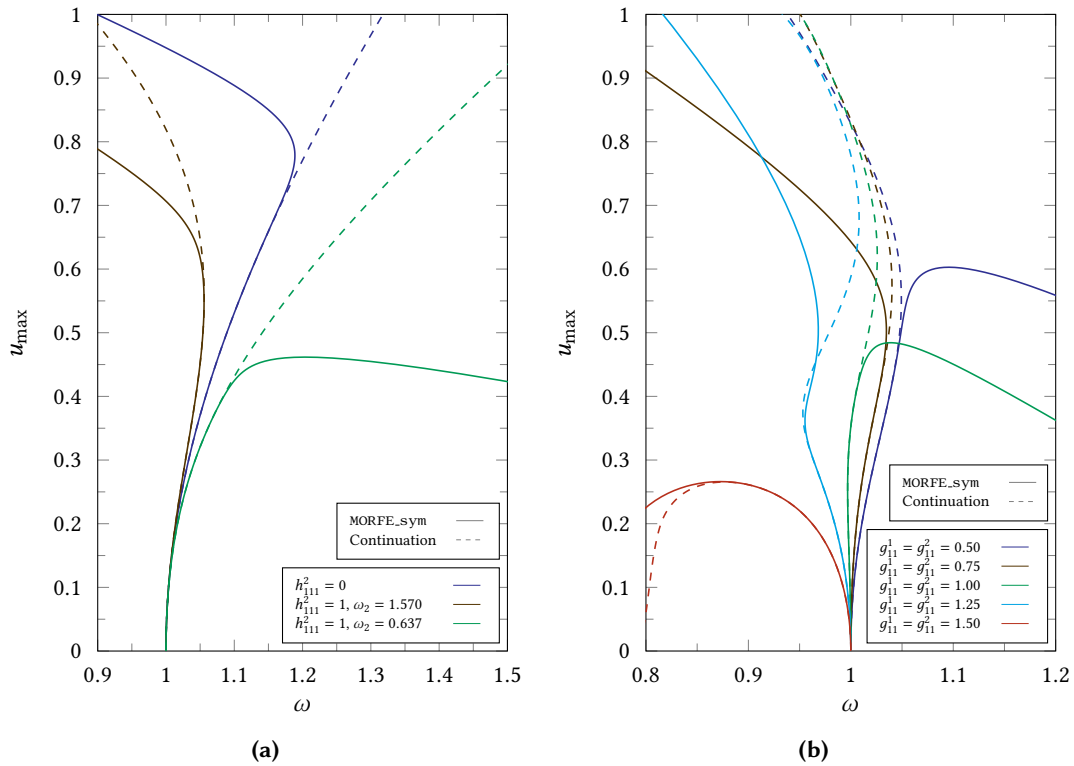 1
0.9
0.8
0.7
0.6
0.5
0.4
0.3
0.2
0.1
0
u_max
0.9 1 1.1 1.2 1.3 1.4 1.5
ω
MORFE_sym
Continuation
h²₁₁₁ = 0
h²₁₁₁ = 1, ω₂ = 1.570
h²₁₁₁ = 1, ω₂ = 0.637
(a)
1
0.9
0.8
0.7
0.6
0.5
0.4
0.3
0.2
0.1
0
u_max
0.8 0.9 1 1.1 1.2
ω
MORFE_sym
Continuation
g¹₁₁ = g²₁₁ = 0.50
g¹₁₁ = g²₁₁ = 0.75
g¹₁₁ = g²₁₁ = 1.00
g¹₁₁ = g²₁₁ = 1.25
g¹₁₁ = g²₁₁ = 1.50
(b)